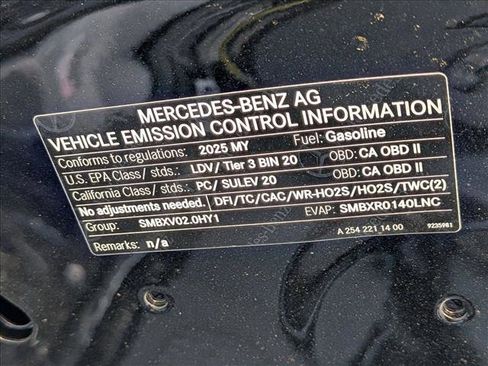 MERCEDES-BENZ AG
VEHICLE EMISSION CONTROL INFORMATION
Conforms to regulations: 2025 MY Fuel: Gasoline
U.S. EPA Class/ stds.: LDV/ Tier 3 BIN 20 OBD: CA OBD II
California Class/ stds.: PC/ SULEV 20 OBD: CA OBD II
No adjustments needed. DFI/TC/CAC/WR-HO2S/HO2S/TWC(2)
Group: SMBXV02.0HY1 EVAP: SMBXR0140LNC
Remarks: n/a A 254 221 14 00 9235981